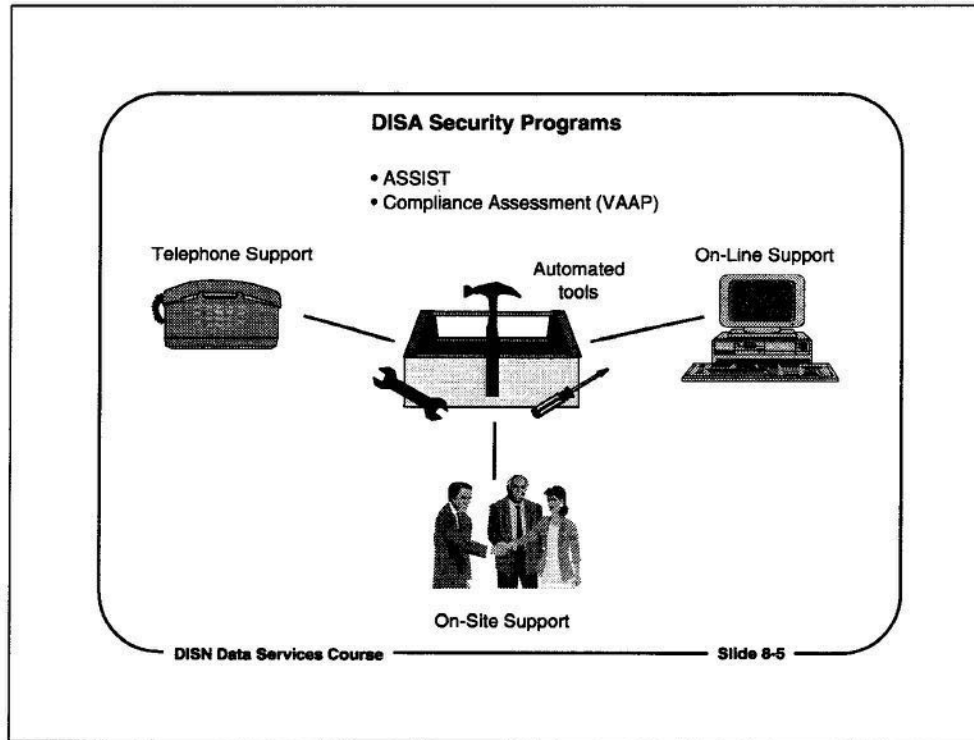 DISA Security Programs
• ASSIST
• Compliance Assessment (VAAP)
Telephone Support
Automated
tools
On-Line Support
On-Site Support
DISN Data Services Course
Slide 8-5